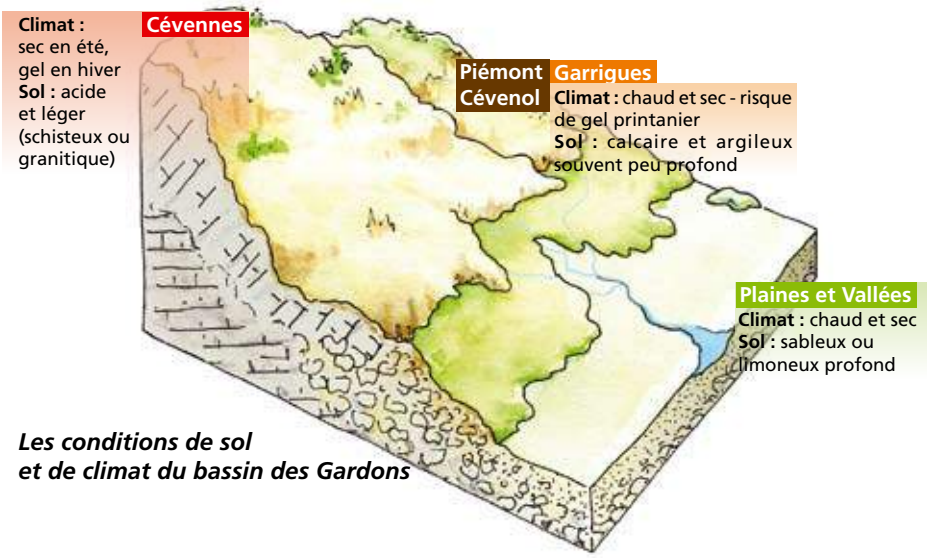 Cévennes
Climat :
sec en été,
gel en hiver
Sol : acide
et léger
(schisteux ou
granitique)
Piémont
Cévenol
Garrigues
Climat : chaud et sec - risque
de gel printanier
Sol : calcaire et argileux
souvent peu profond
Plaines et Vallées
Climat : chaud et sec
Sol : sableux ou
limoneux profond
Les conditions de sol
et de climat du bassin des Gardons